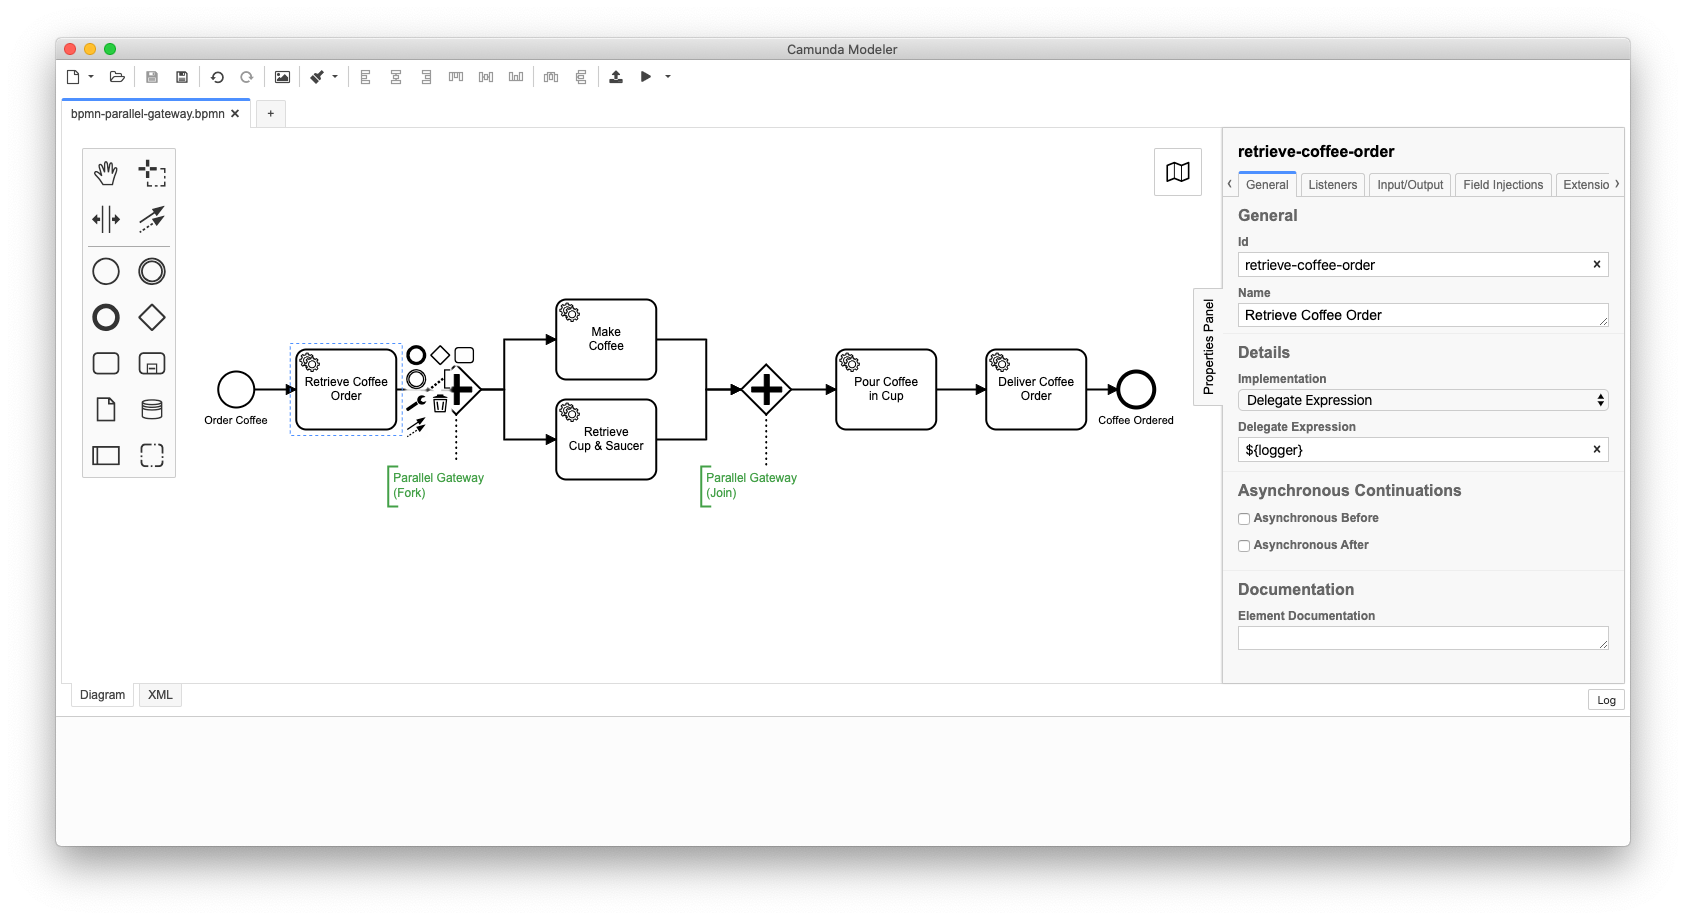 Camunda Modeler
bpmn-parallel-gateway.bpmn ×
+
retrieve-coffee-order
General
Listeners
Input/Output
Field Injections
Extensio
General
Id
retrieve-coffee-order
Name
Retrieve Coffee Order
Details
Implementation
Delegate Expression
Delegate Expression
${logger}
Asynchronous Continuations
Asynchronous Before
Asynchronous After
Documentation
Element Documentation
Properties Panel
Order Coffee
Retrieve Coffee
Order
Make
Coffee
Retrieve
Cup & Saucer
Parallel Gateway
(Fork)
Parallel Gateway
(Join)
Pour Coffee
in Cup
Deliver Coffee
Order
Coffee Ordered
Diagram
XML
Log